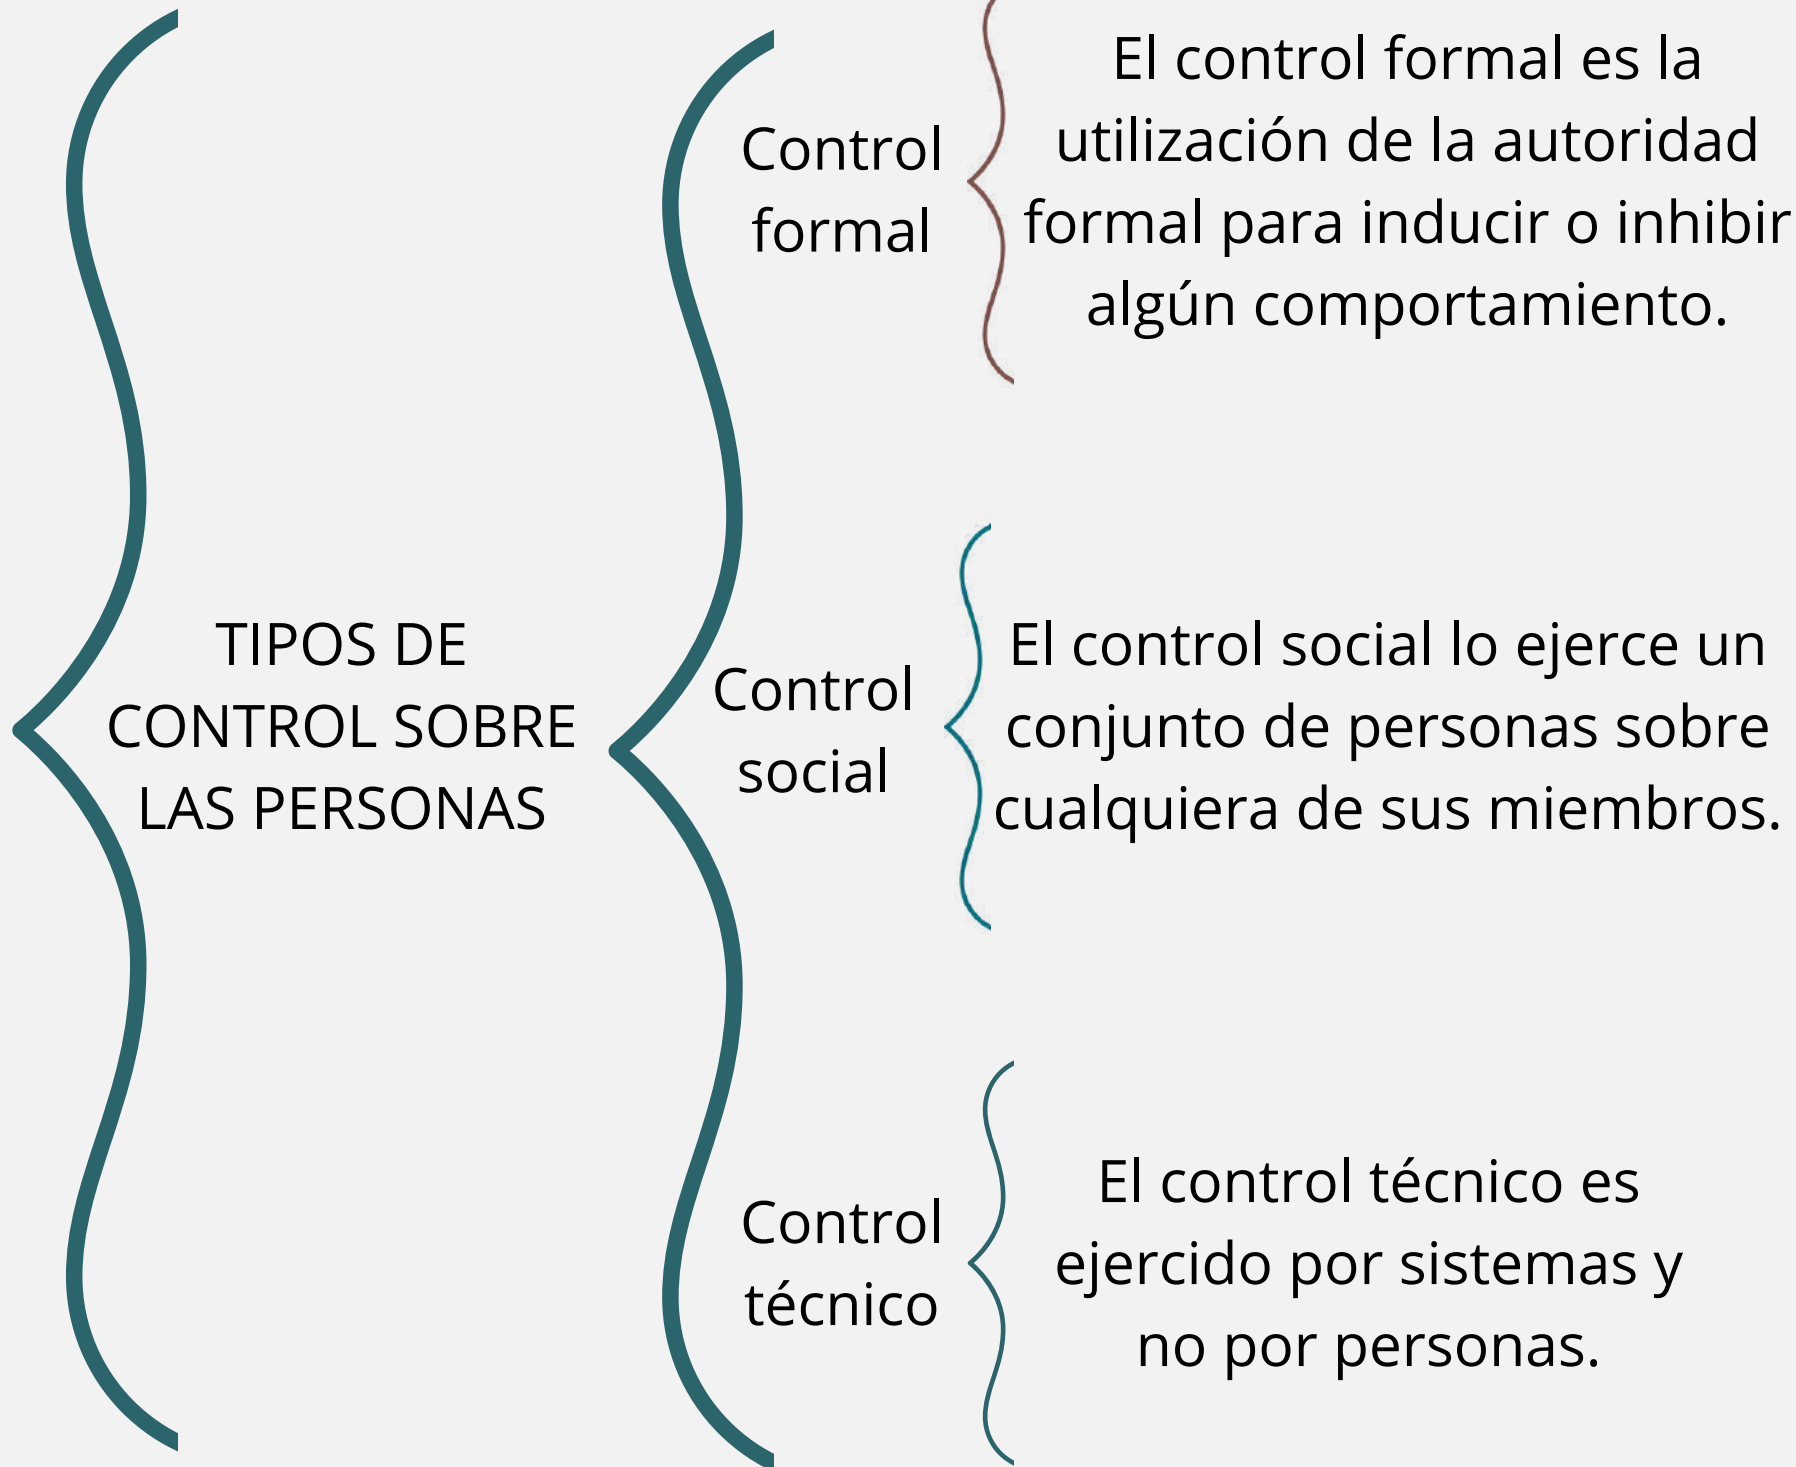 TIPOS DE
CONTROL SOBRE
LAS PERSONAS
Control
formal
El control formal es la
utilización de la autoridad
formal para inducir o inhibir
algún comportamiento.
Control
social
El control social lo ejerce un
conjunto de personas sobre
cualquiera de sus miembros.
Control
técnico
El control técnico es
ejercido por sistemas y
no por personas.